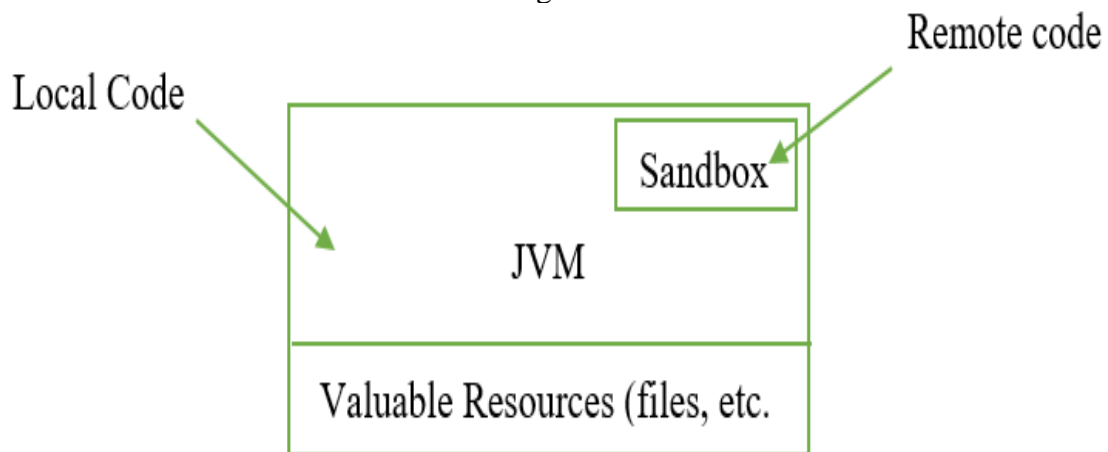 Remote code
Local Code
Sandbox
JVM
Valuable Resources (files, etc.